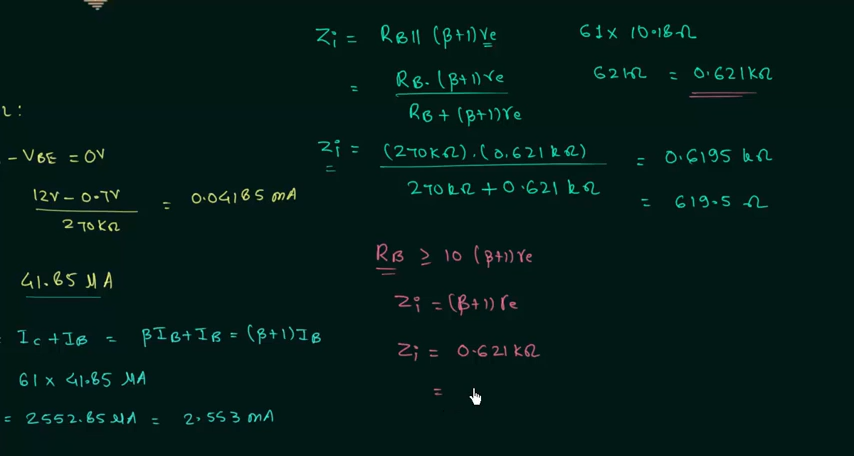 Zi = RB || (β+1)re
61 × 10.18Ω
= RB. (β+1)re / RB + (β+1)re
621Ω = 0.621kΩ
Zi = (270kΩ).(0.621kΩ) / 270kΩ + 0.621kΩ = 0.6195 kΩ
= 619.5 Ω
RB ≥ 10 (β+1)re
Zi = (β+1)re
Zi = 0.621kΩ
=
:
- VBE = 0V
12V - 0.7V / 270KΩ = 0.04185 mA
41.85 μA
= IC + IB = βIB + IB = (β+1)IB
61 × 41.85 μA
= 2552.85 μA = 2.553 mA